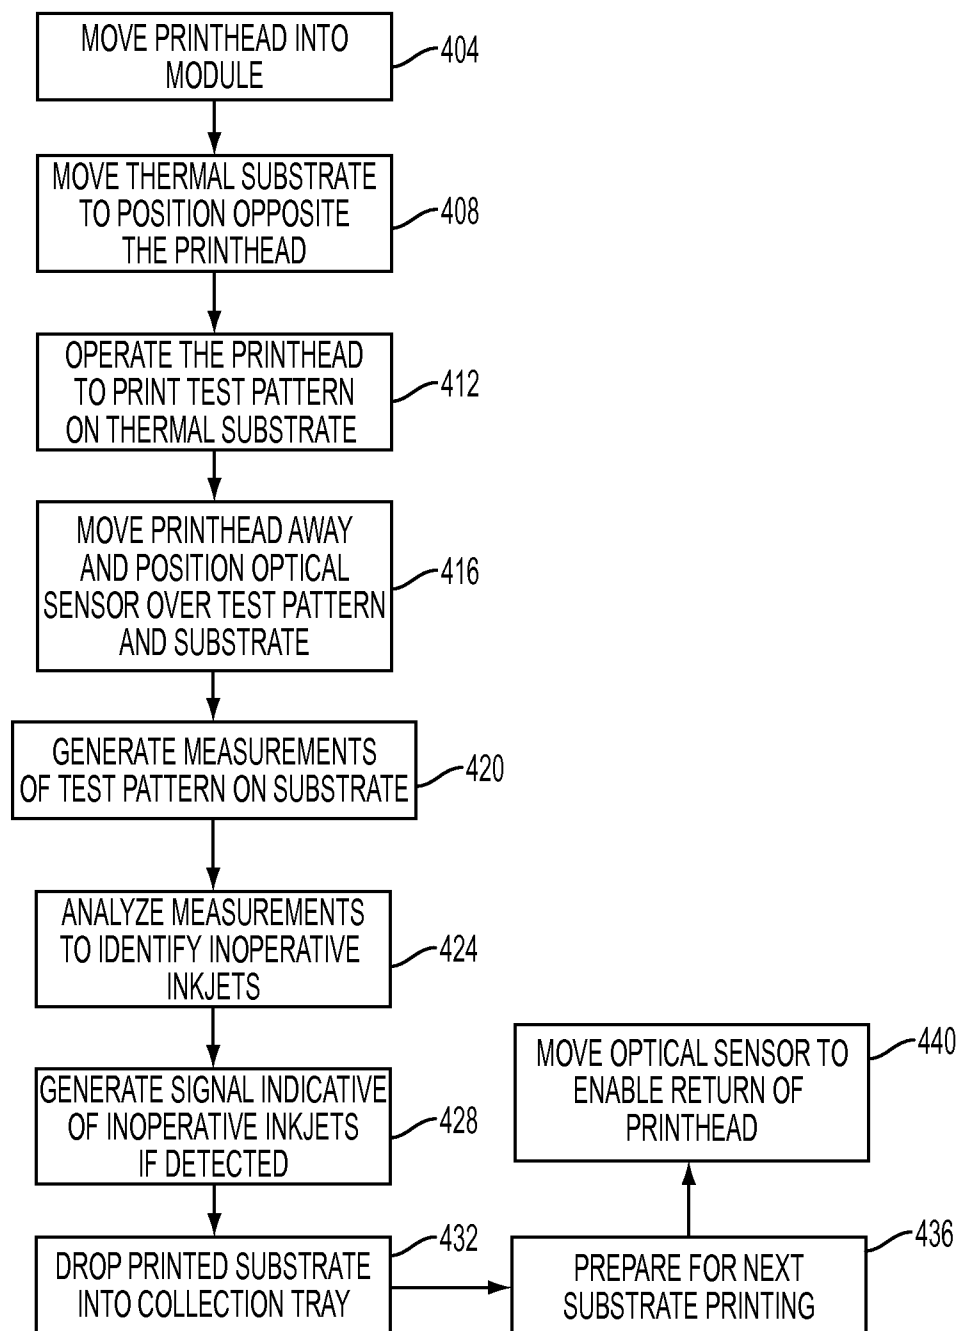 MOVE PRINTHEAD INTO
MODULE
404
MOVE THERMAL SUBSTRATE
TO POSITION OPPOSITE
THE PRINTHEAD
408
OPERATE THE PRINTHEAD
TO PRINT TEST PATTERN
ON THERMAL SUBSTRATE
412
MOVE PRINTHEAD AWAY
AND POSITION OPTICAL
SENSOR OVER TEST PATTERN
AND SUBSTRATE
416
GENERATE MEASUREMENTS
OF TEST PATTERN ON SUBSTRATE
420
ANALYZE MEASUREMENTS
TO IDENTIFY INOPERATIVE
INKJETS
424
GENERATE SIGNAL INDICATIVE
OF INOPERATIVE INKJETS
IF DETECTED
428
DROP PRINTED SUBSTRATE
INTO COLLECTION TRAY
432
PREPARE FOR NEXT
SUBSTRATE PRINTING
436
MOVE OPTICAL SENSOR TO
ENABLE RETURN OF
PRINTHEAD
440